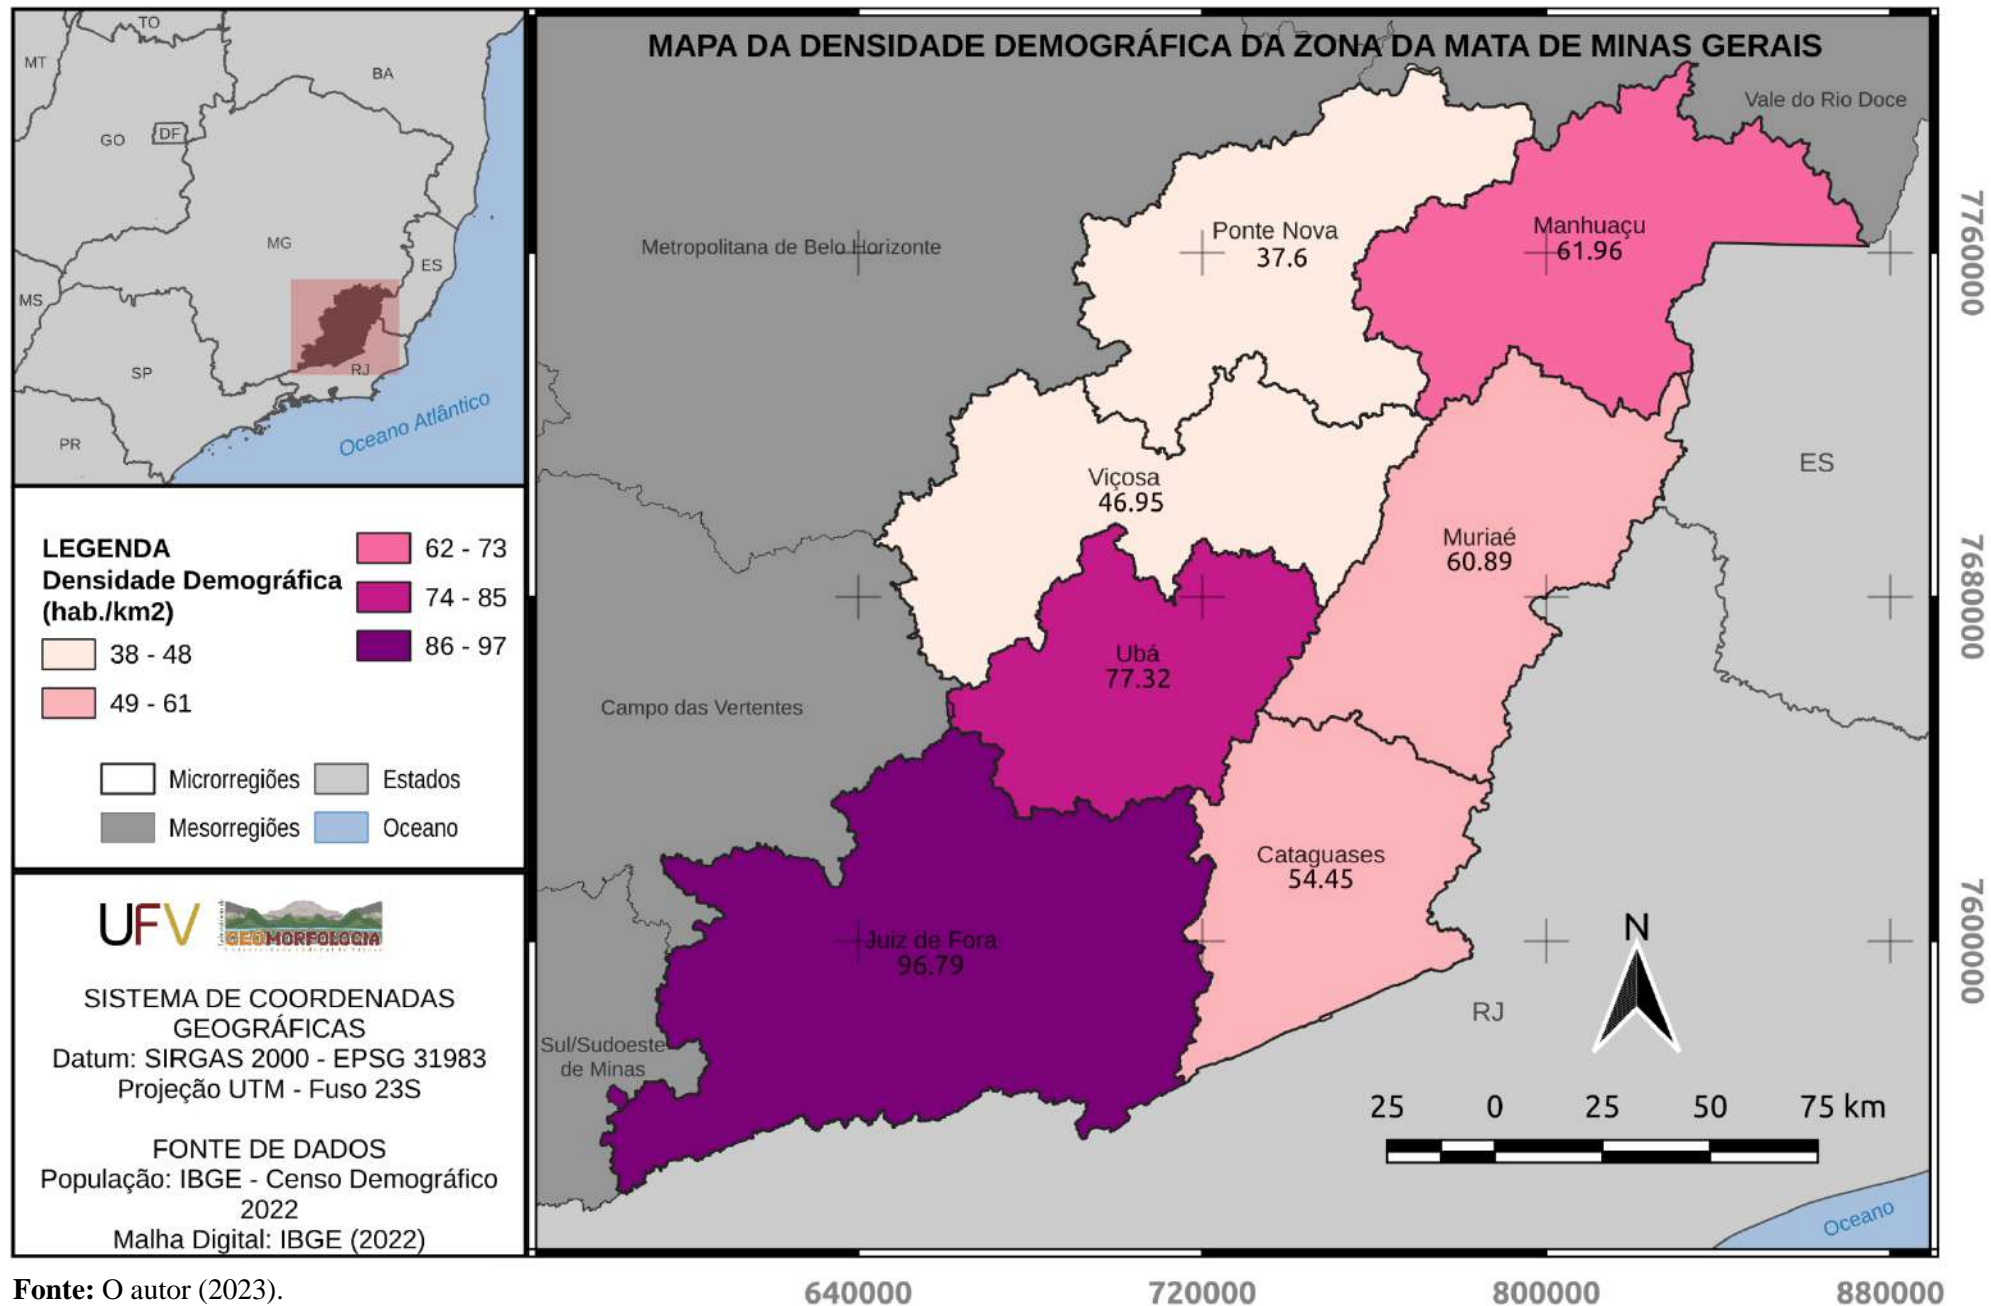 MAPA DA DENSIDADE DEMOGRÁFICA DA ZONA DA MATA DE MINAS GERAIS
TO
MT
BA
GO
DF
MG
ES
MS
SP
RJ
PR
Oceano Atlântico
LEGENDA
Densidade Demográfica
(hab./km2)
38 - 48
49 - 61
62 - 73
74 - 85
86 - 97
Microrregiões
Estados
Mesorregiões
Oceano
UFV
GEOMORFOLOGIA
SISTEMA DE COORDENADAS
GEOGRÁFICAS
Datum: SIRGAS 2000 - EPSG 31983
Projeção UTM - Fuso 23S
FONTE DE DADOS
População: IBGE - Censo Demográfico
2022
Malha Digital: IBGE (2022)
Vale do Rio Doce
Metropolitana de Belo Horizonte
Ponte Nova
37.6
Manhuaçu
61.96
Viçosa
46.95
ES
Muriaé
60.89
Ubá
77.32
Campo das Vertentes
Cataguases
54.45
Juiz de Fora
96.79
Sul/Sudoeste
de Minas
RJ
N
25 0 25 50 75 km
Oceano
7760000
7680000
7600000
640000 720000 800000 880000
Fonte: O autor (2023).